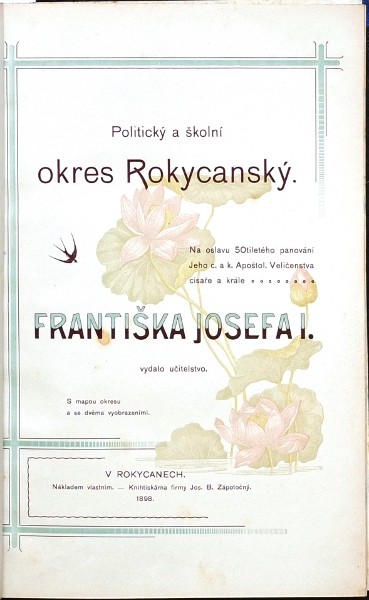 Politický a školní
okres Rokycanský.
Na oslavu 50tiletého panování
Jeho c. a k. Apoštol. Veličenstva
císaře a krále
FRANTIŠKA JOSEFA I.
vydalo učitelstvo.
S mapou okresu
a se dvěma vyobrazeními.
V ROKYCANECH.
Nákladem vlastním. — Knihtiskárna firmy Jos. B. Zápotočný.
1898.